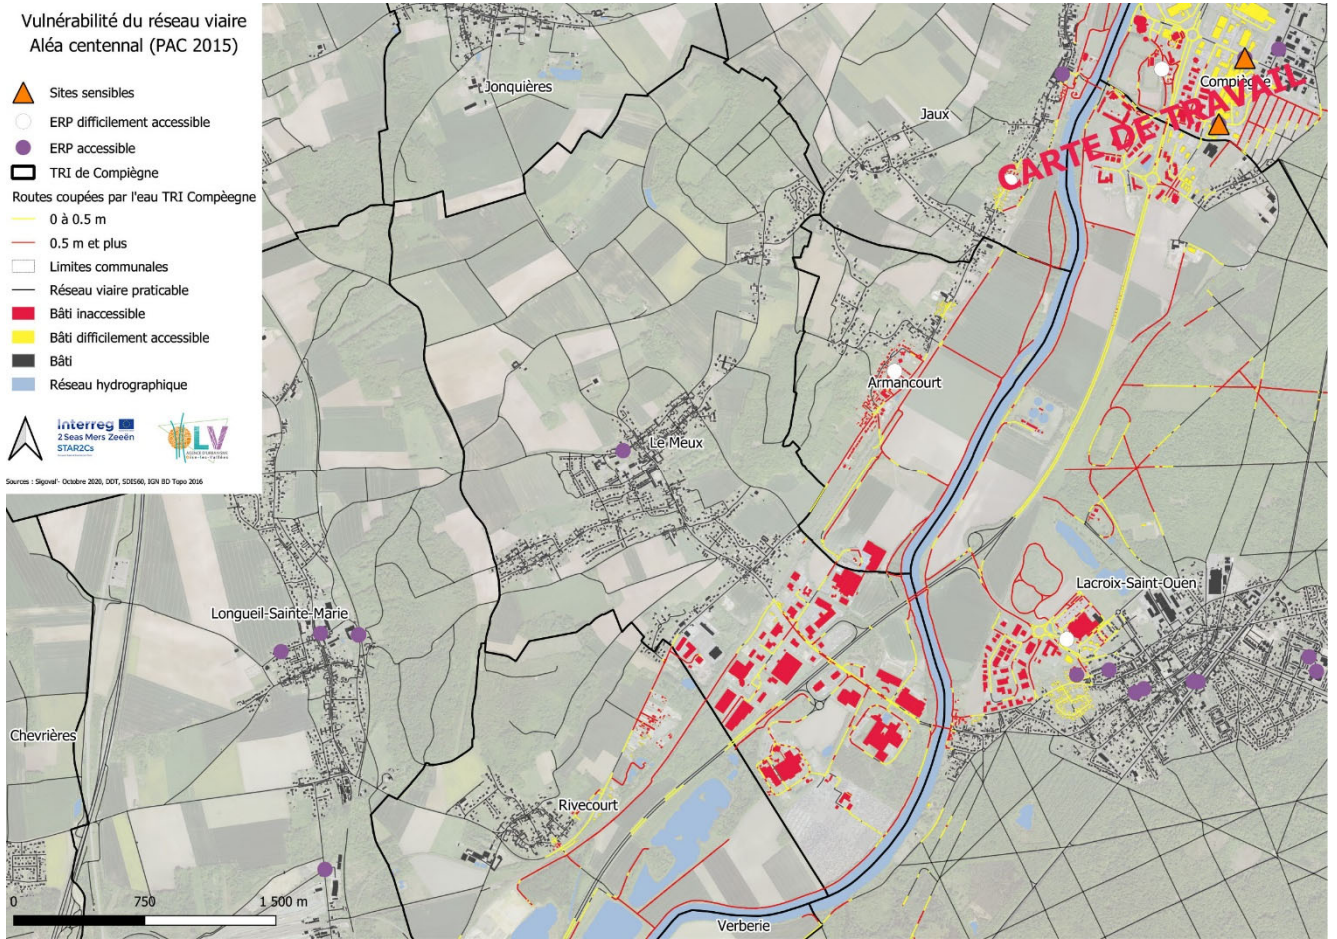 Vulnérabilité du réseau viaire
Aléa centennal (PAC 2015)
Sites sensibles
ERP difficilement accessible
ERP accessible
TRI de Compiègne
Routes coupées par l'eau TRI Compèegne
0 à 0.5 m
0.5 m et plus
Limites communales
Réseau viaire praticable
Bâti inaccessible
Bâti difficilement accessible
Bâti
Réseau hydrographique
Interreg
2 Seas Mers Zeeën
STAR2Cs
OLV
Sources : Sigoval'- Octobre 2020, DDT, SDIS60, IGN BD Topo 2016
Jonquières
Jaux
Compiègne
CARTE DE TRAVAIL
Armancourt
Le Meux
Lacroix-Saint-Ouen
Longueil-Sainte-Marie
Chevrières
Rivecourt
Verberie
0 750 1 500 m